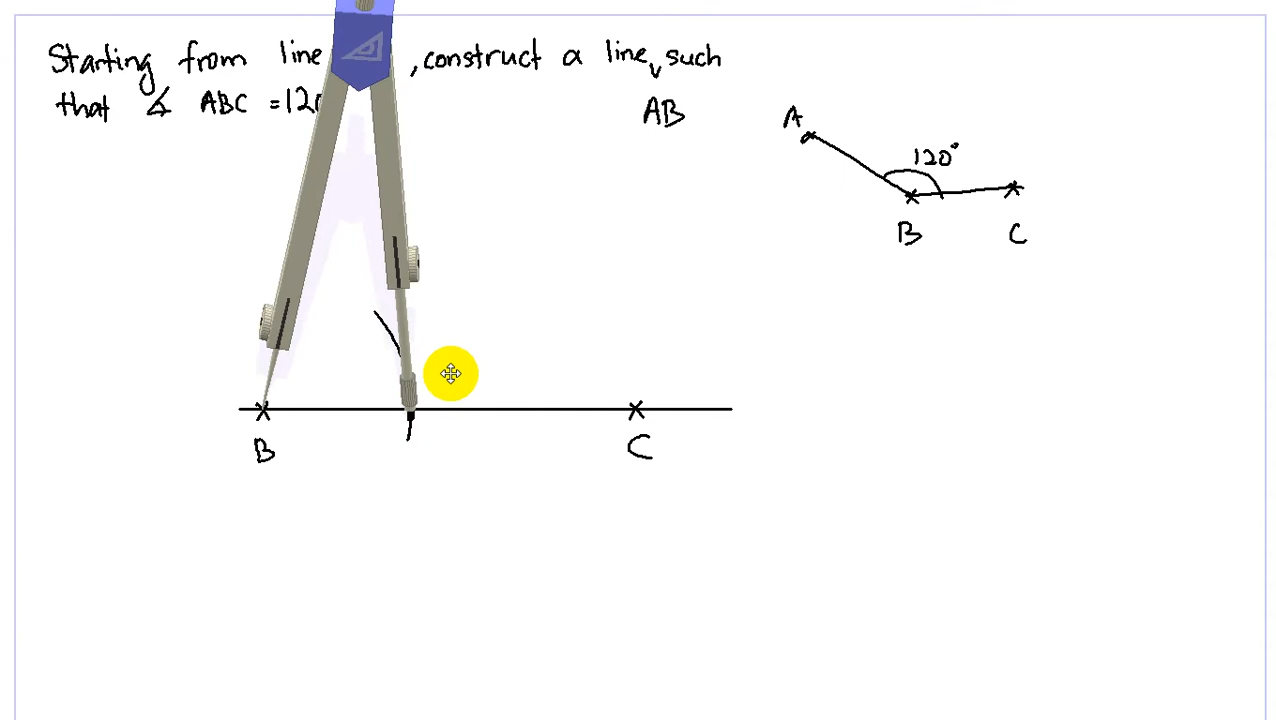 Starting from line , construct a line such
that ∡ ABC =12
AB
A
120°
B
C
B
C